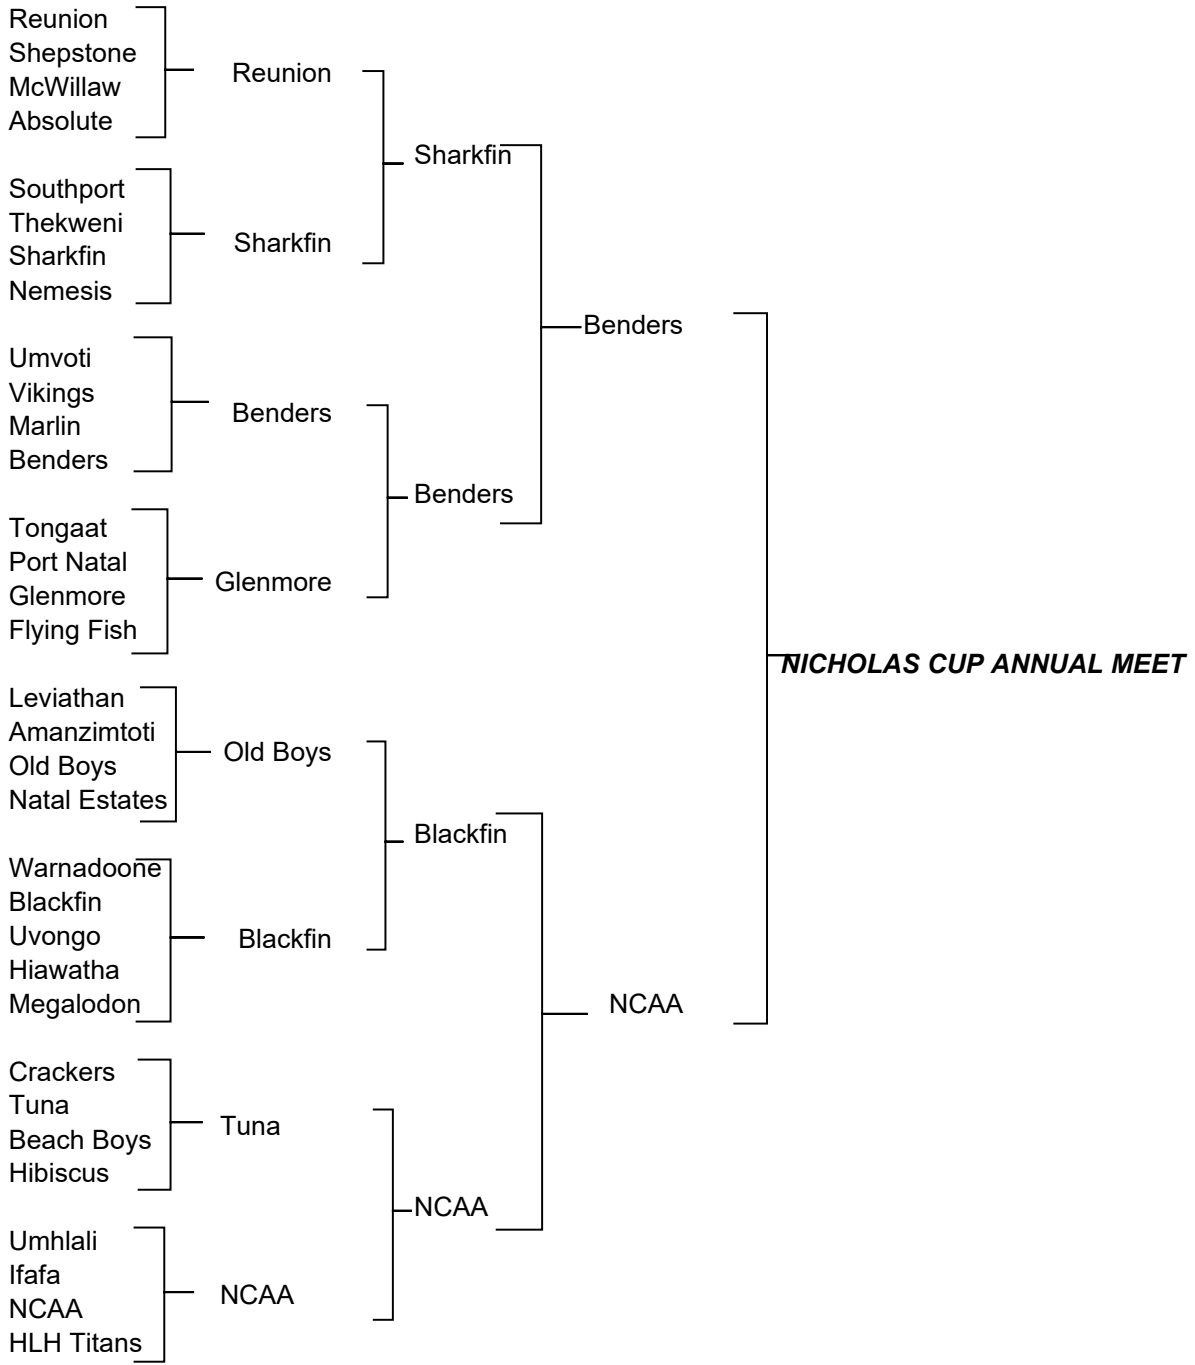 Reunion
Shepstone
McWillaw
Absolute
Reunion
Sharkfin
Southport
Thekweni
Sharkfin
Nemesis
Sharkfin
Benders
Umvoti
Vikings
Marlin
Benders
Benders
Benders
Tongaat
Port Natal
Glenmore
Flying Fish
Glenmore
NICHOLAS CUP ANNUAL MEET
Leviathan
Amanzimtoti
Old Boys
Natal Estates
Old Boys
Blackfin
Warnadoone
Blackfin
Uvongo
Hiawatha
Megalodon
Blackfin
NCAA
Crackers
Tuna
Beach Boys
Hibiscus
Tuna
NCAA
Umhlali
Ifafa
NCAA
HLH Titans
NCAA